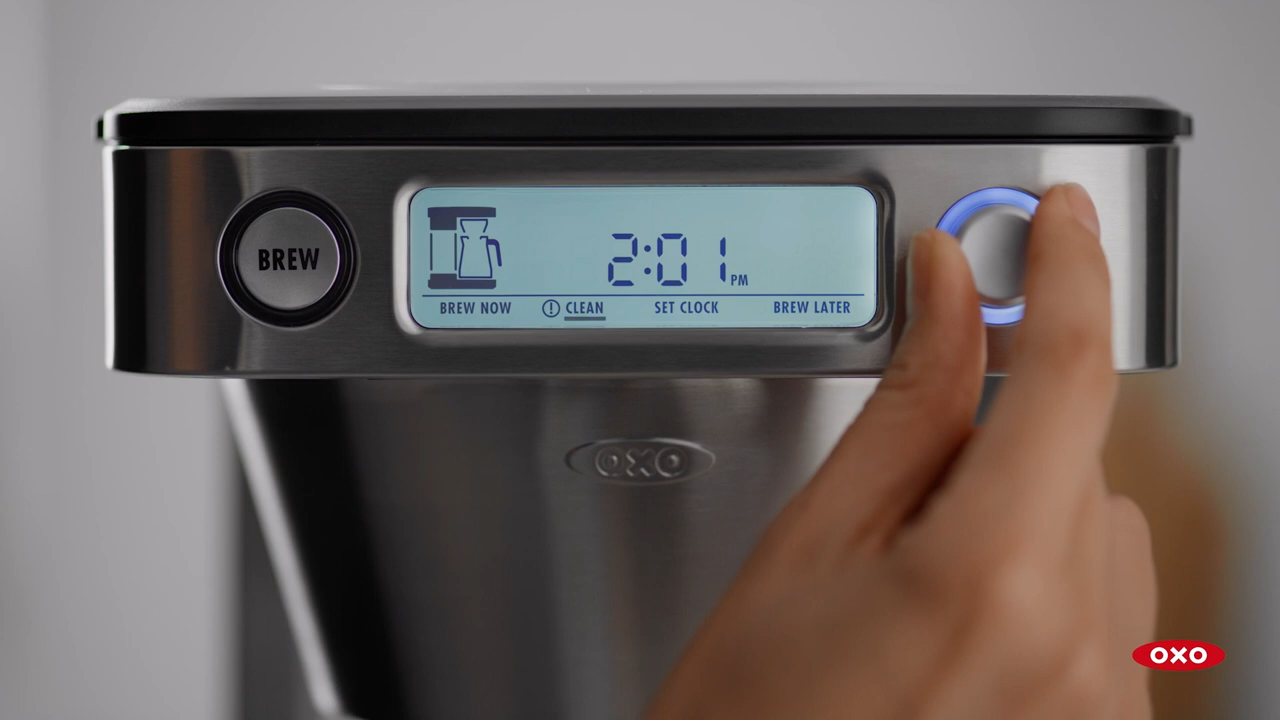 BREW
2:01 PM
BREW NOW ! CLEAN SET CLOCK BREW LATER
OXO
OXO